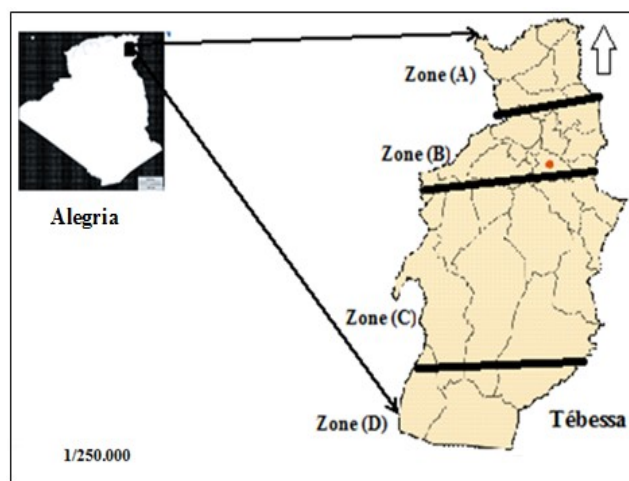 Zone (A)
Zone (B)
Alegria
Zone (C)
Zone (D)
Tébessa
1/250.000